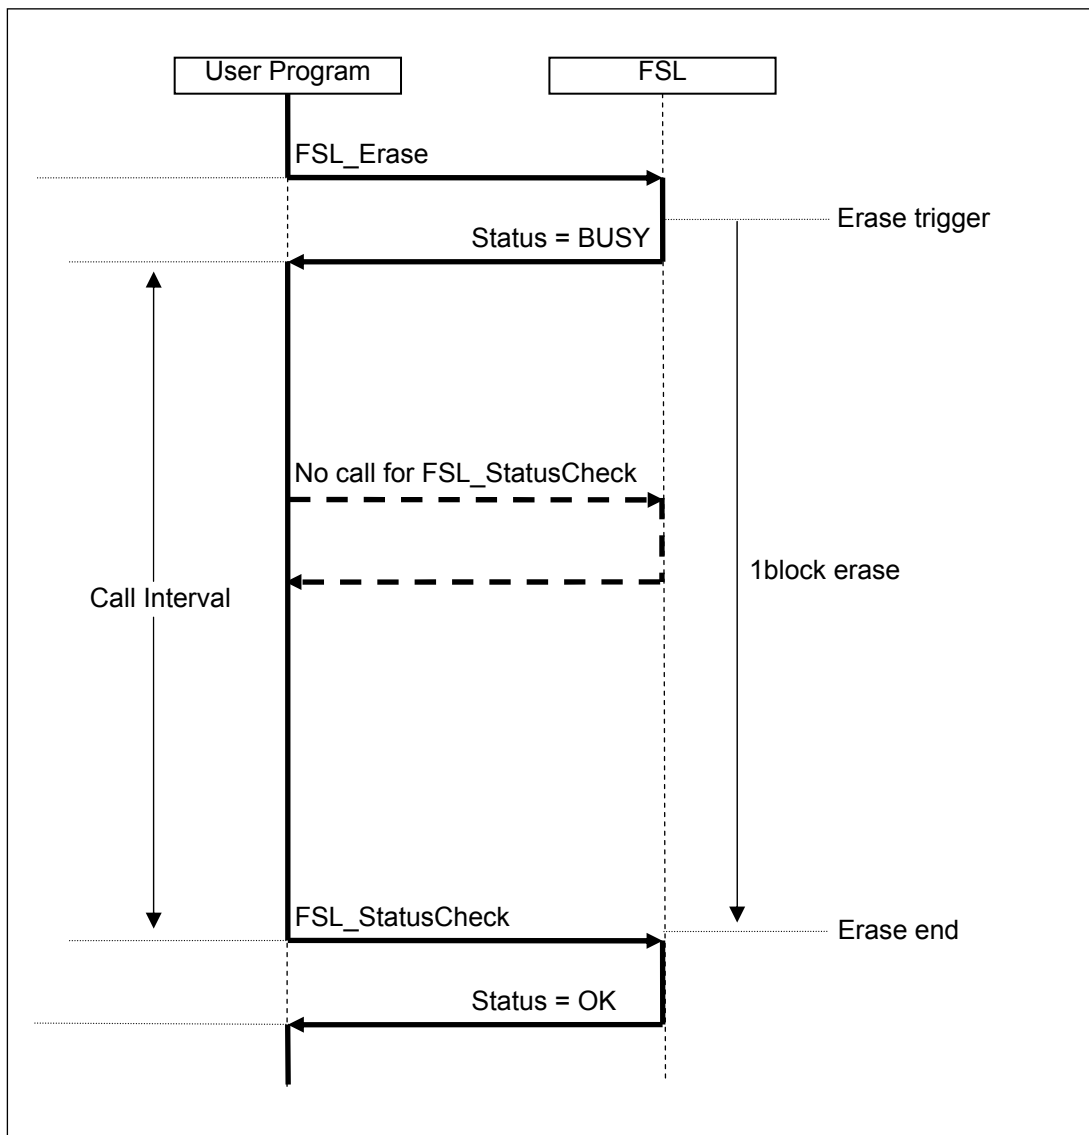 User Program
FSL
FSL_Erase
Erase trigger
Status = BUSY
No call for FSL_StatusCheck
1block erase
Call Interval
FSL_StatusCheck
Erase end
Status = OK